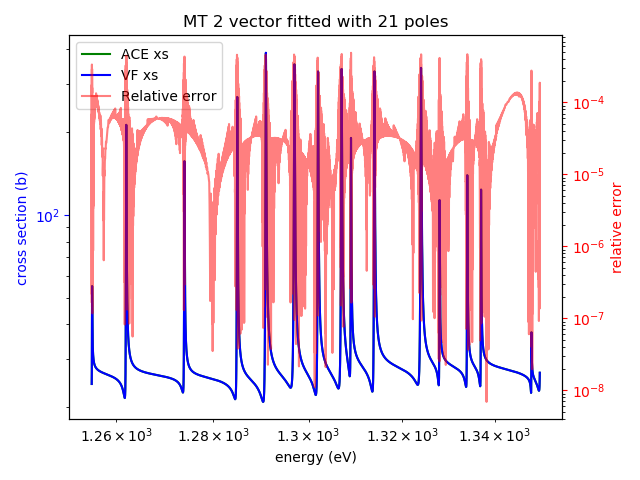 MT 2 vector fitted with 21 poles
ACE xs
VF xs
Relative error
cross section (b)
10²
10⁻⁴
10⁻⁵
10⁻⁶
10⁻⁷
10⁻⁸
relative error
1.26 × 10³ 1.28 × 10³ 1.3 × 10³ 1.32 × 10³ 1.34 × 10³
energy (eV)